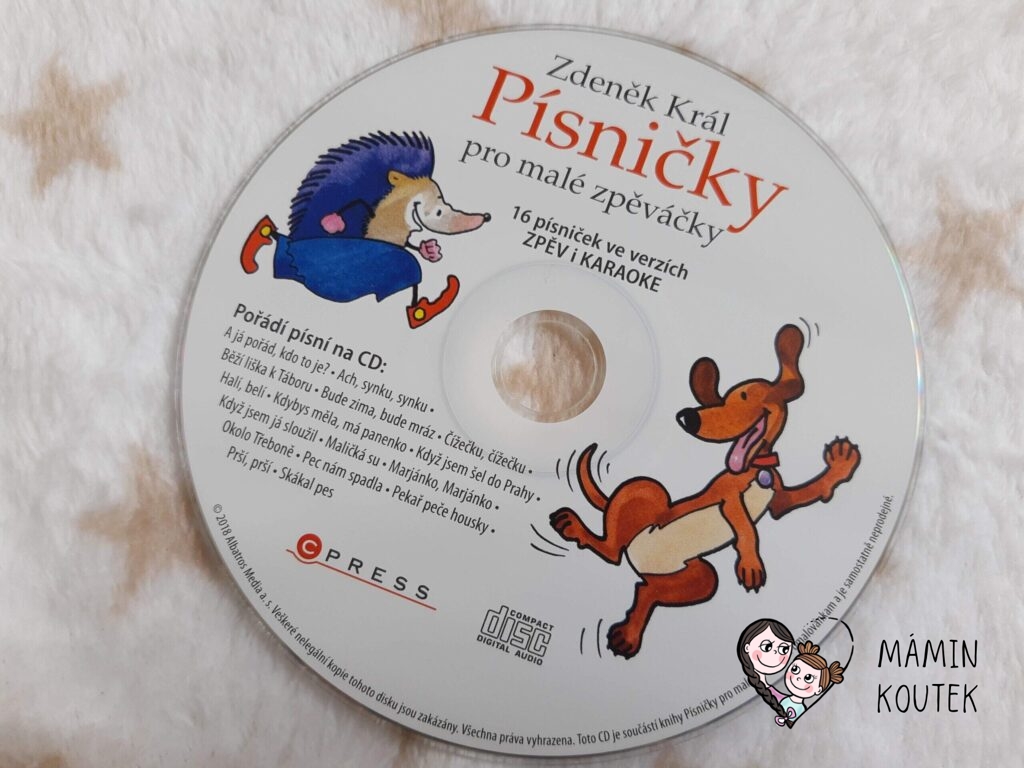 Zdeněk Král
Písničky
pro malé zpěváčky
16 písniček ve verzích
ZPĚV i KARAOKE
Pořádí písní na CD:
A já pořád, kdo to je? • Ach, synku, synku •
Běží liška k Táboru • Bude zima, bude mráz • Čížečku, čížečku •
Halí, belí • Kdybys měla, má panenko • Když jsem šel do Prahy •
Když jsem já sloužil • Maličká su • Marjánko, Marjánko •
Okolo Třeboně • Pec nám spadla • Pekař peče housky •
Prší, prší • Skákal pes
CPRESS
COMPACT
disc
DIGITAL AUDIO
© 2018 Albatros Media a. s. Veškeré nelegální kopie tohoto disku jsou zakázány. Všechna práva vyhrazena. Toto CD je součástí knihy Písničky pro malé a je samostatně neprodejné.
MÁMIN
KOUTEK